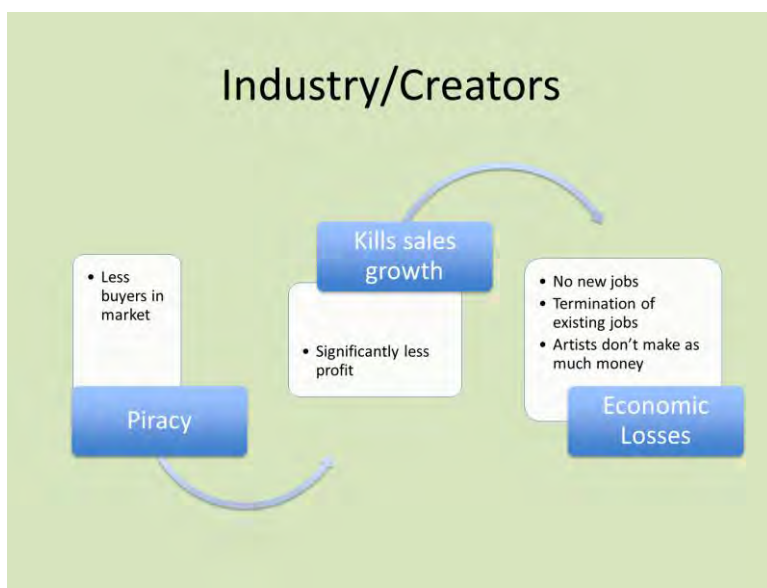 Industry/Creators
• Less
buyers in
market
Piracy
Kills sales
growth
• Significantly less
profit
• No new jobs
• Termination of
existing jobs
• Artists don't make as
much money
Economic
Losses